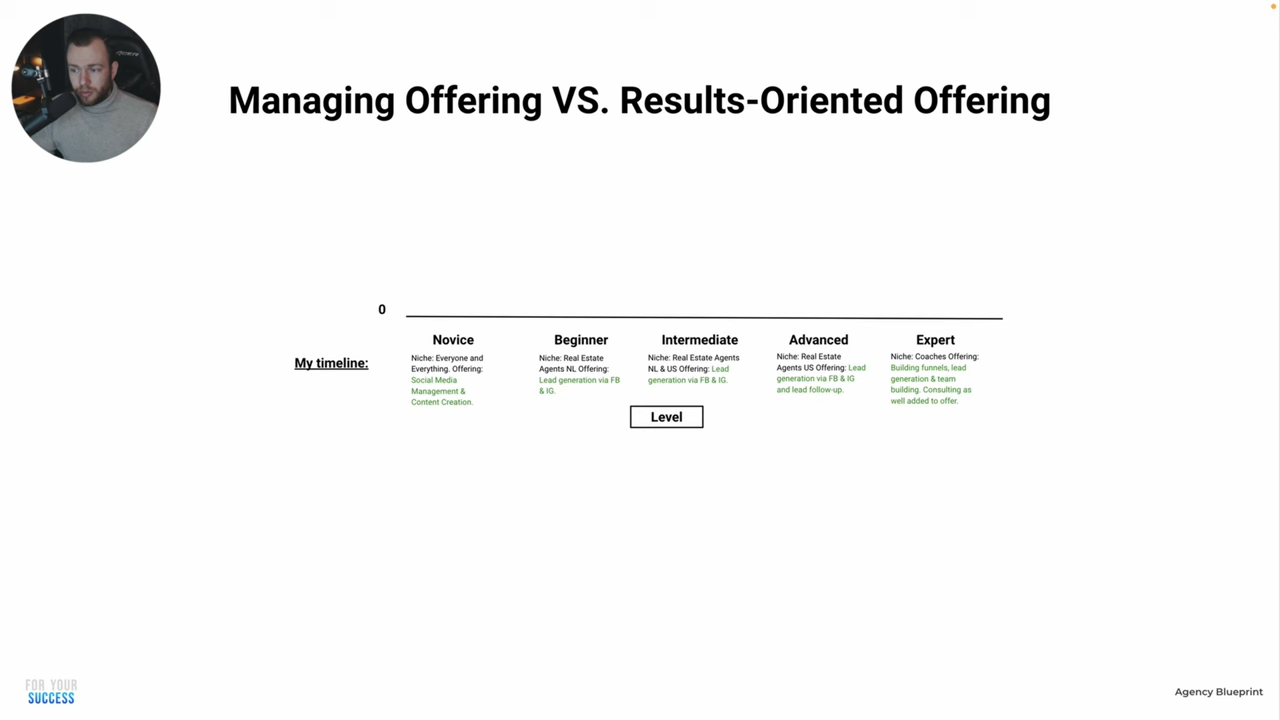 Managing Offering VS. Results-Oriented Offering
0
My timeline:
Novice
Niche: Everyone and
Everything. Offering:
Social Media
Management &
Content Creation.
Beginner
Niche: Real Estate
Agents NL Offering:
Lead generation via FB
& IG.
Intermediate
Niche: Real Estate Agents
NL & US Offering: Lead
generation via FB & IG.
Advanced
Niche: Real Estate
Agents US Offering: Lead
generation via FB & IG
and lead follow-up.
Expert
Niche: Coaches Offering:
Building funnels, lead
generation & team
building. Consulting as
well added to offer.
Level
FOR YOUR
SUCCESS
Agency Blueprint